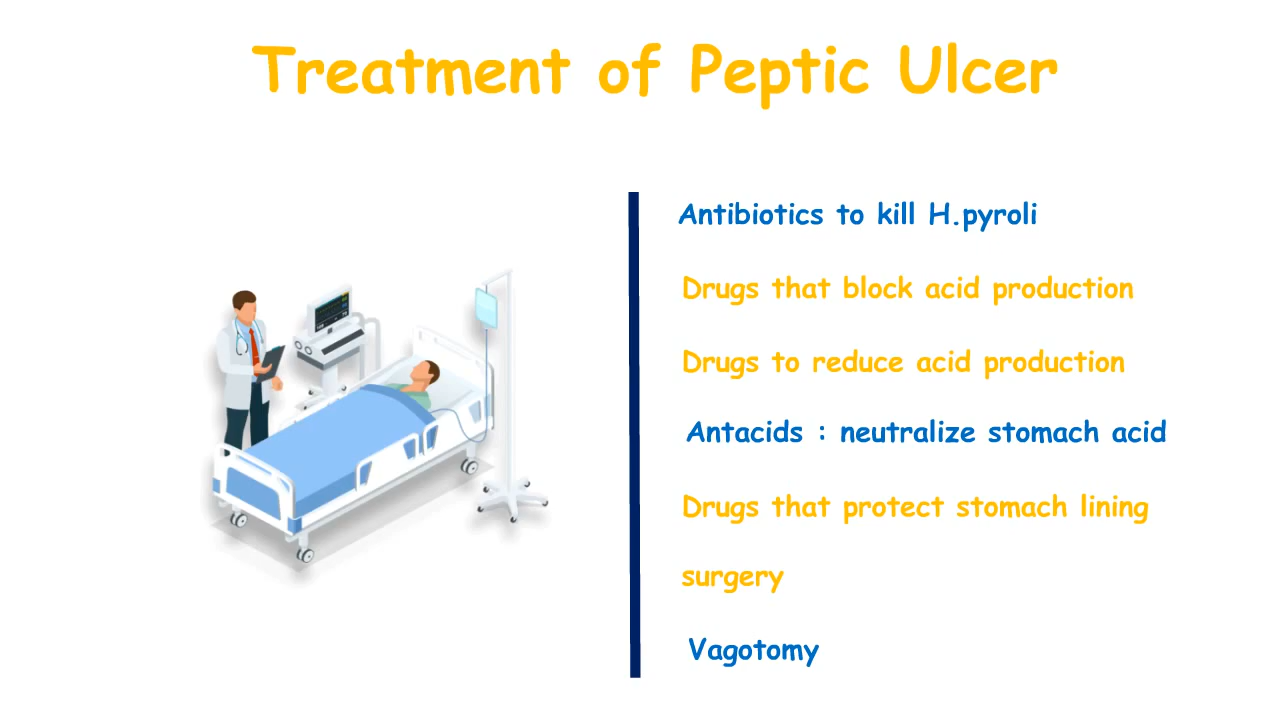 Treatment of Peptic Ulcer
Antibiotics to kill H.pyroli
Drugs that block acid production
Drugs to reduce acid production
Antacids : neutralize stomach acid
Drugs that protect stomach lining
surgery
Vagotomy